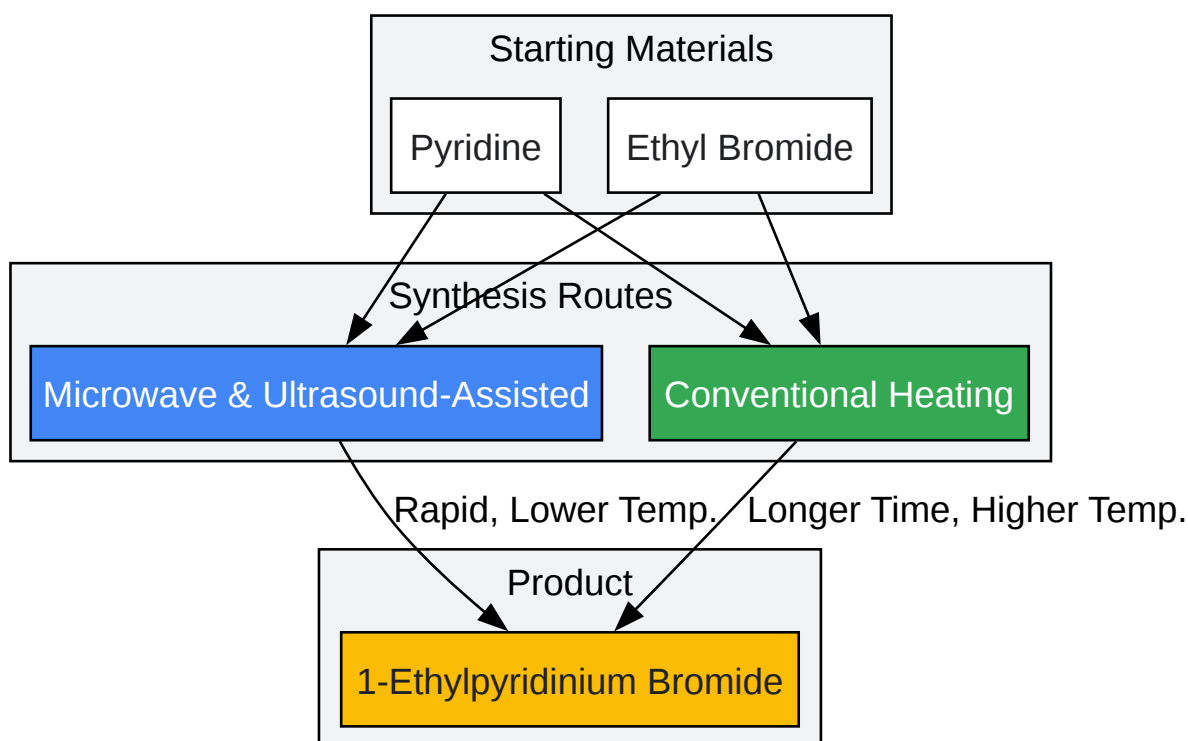 Starting Materials
Pyridine
Ethyl Bromide
Synthesis Routes
Microwave & Ultrasound-Assisted
Conventional Heating
Rapid, Lower Temp.
Longer Time, Higher Temp.
Product
1-Ethylpyridinium Bromide